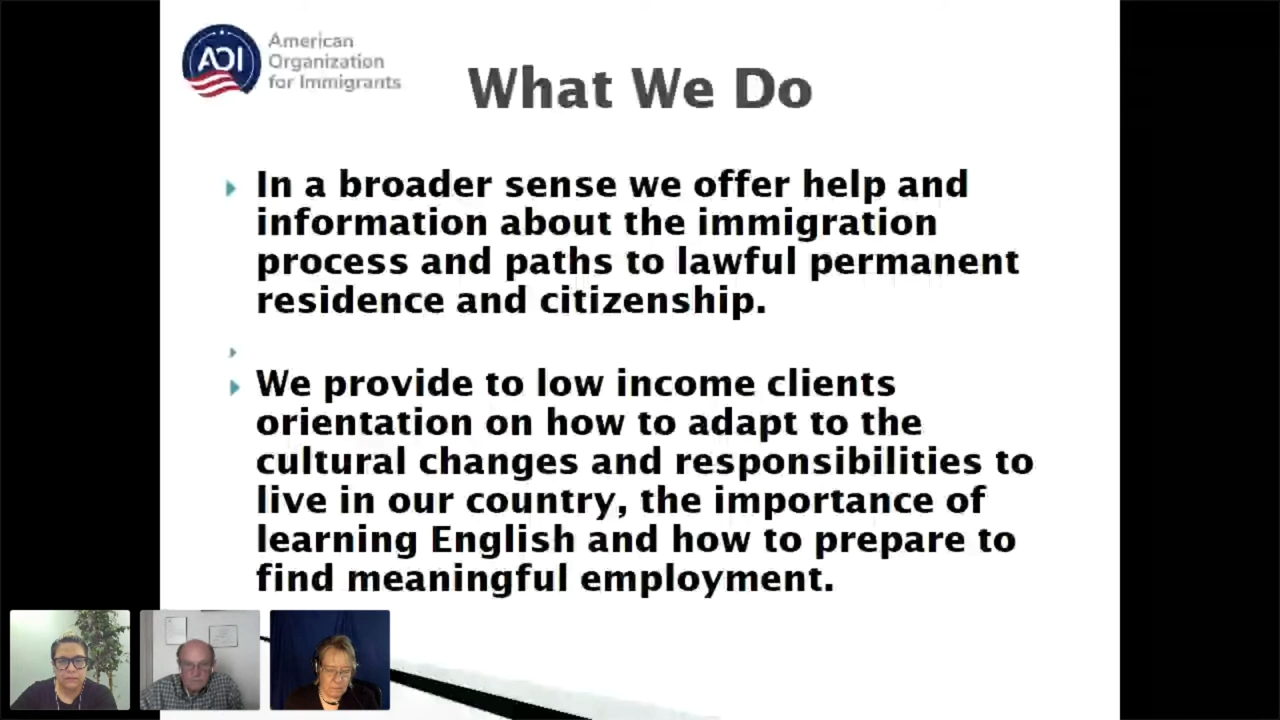 AOI
American
Organization
for Immigrants
What We Do
In a broader sense we offer help and
information about the immigration
process and paths to lawful permanent
residence and citizenship.
We provide to low income clients
orientation on how to adapt to the
cultural changes and responsibilities to
live in our country, the importance of
learning English and how to prepare to
find meaningful employment.